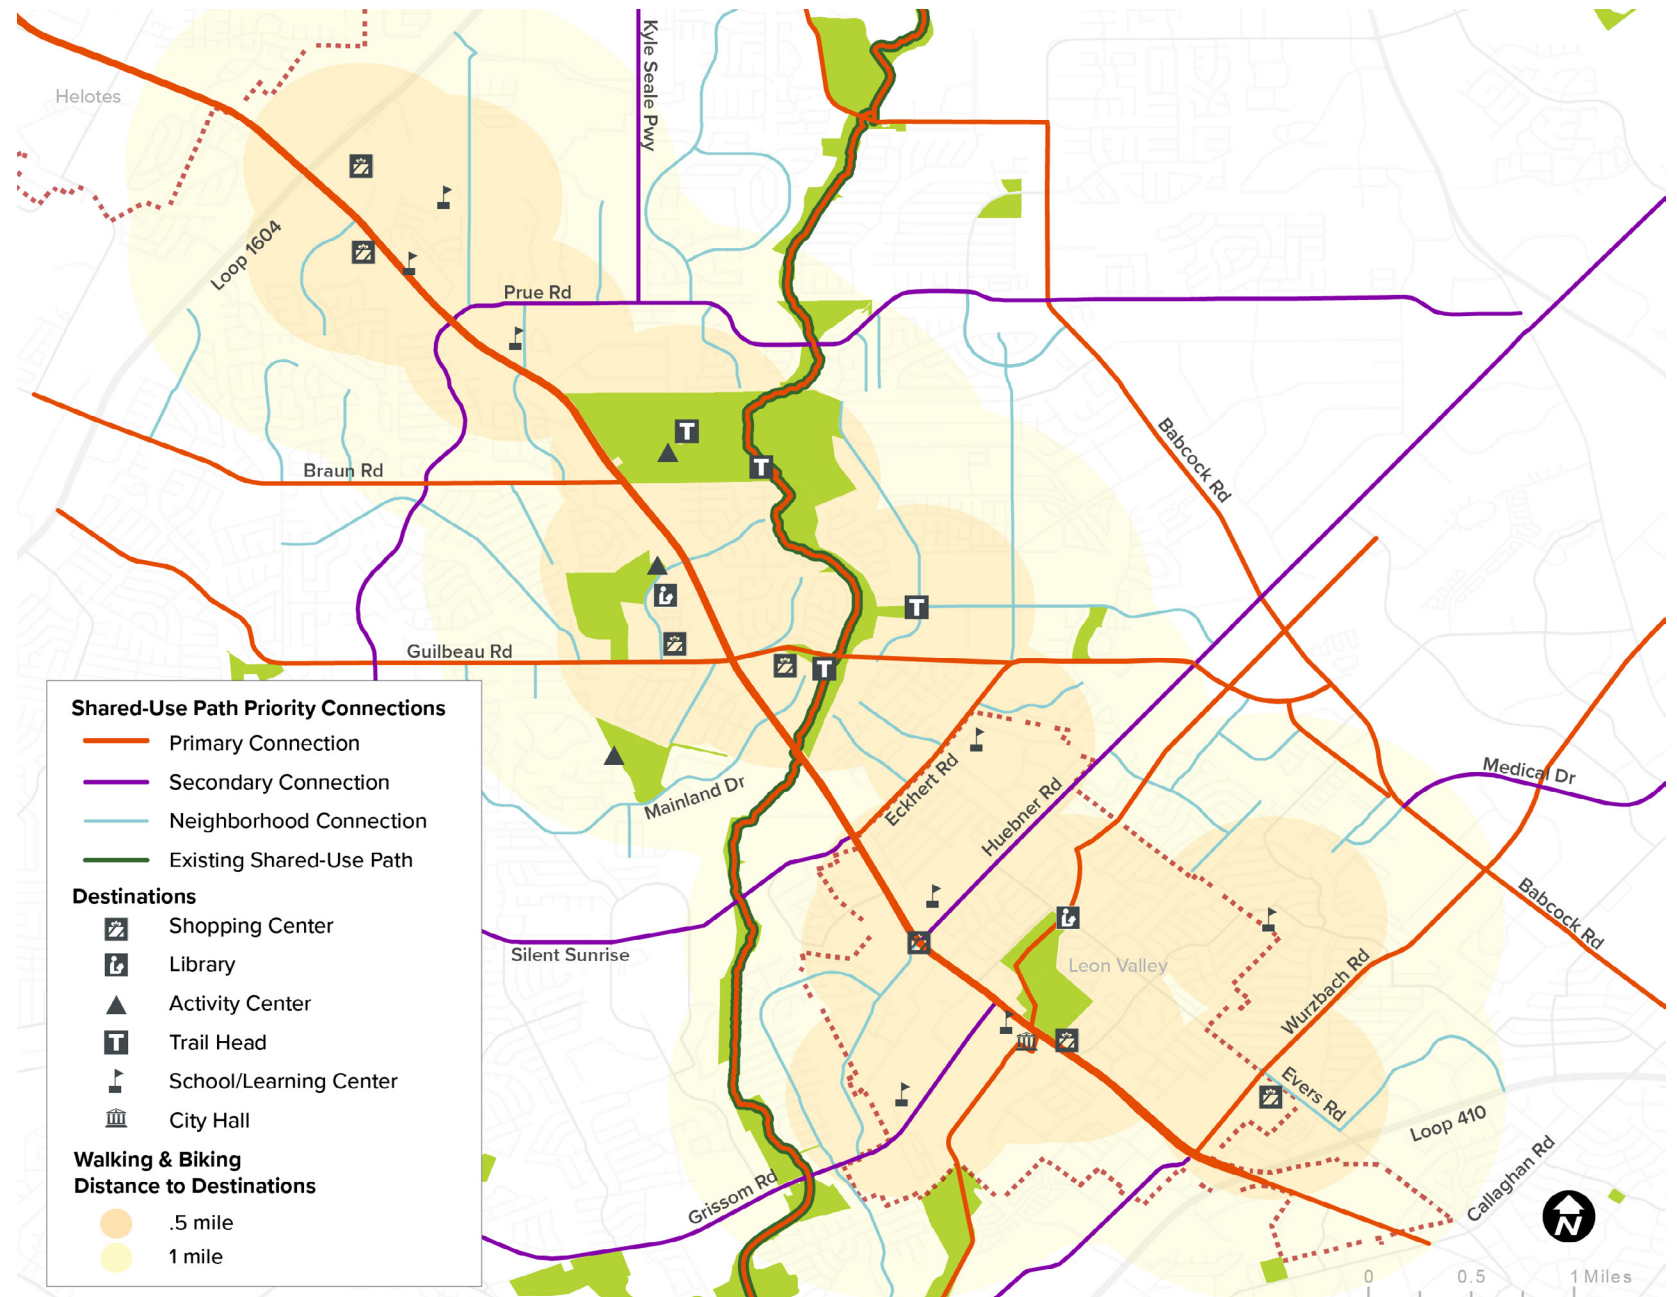 Kyle Seale Pwy
Helotes
Loop 1604
Prue Rd
Babcock Rd
Braun Rd
Guilbeau Rd
Eckhert Rd
Huebner Rd
Mainland Dr
Medical Dr
Silent Sunrise
Leon Valley
Babcock Rd
Wurzbach Rd
Evers Rd
Loop 410
Callaghan Rd
Grissom Rd
Shared-Use Path Priority Connections
Primary Connection
Secondary Connection
Neighborhood Connection
Existing Shared-Use Path
Destinations
Shopping Center
Library
Activity Center
T
Trail Head
School/Learning Center
City Hall
Walking & Biking
Distance to Destinations
.5 mile
1 mile
T
T
T
T
N
0 0.5 1 Miles